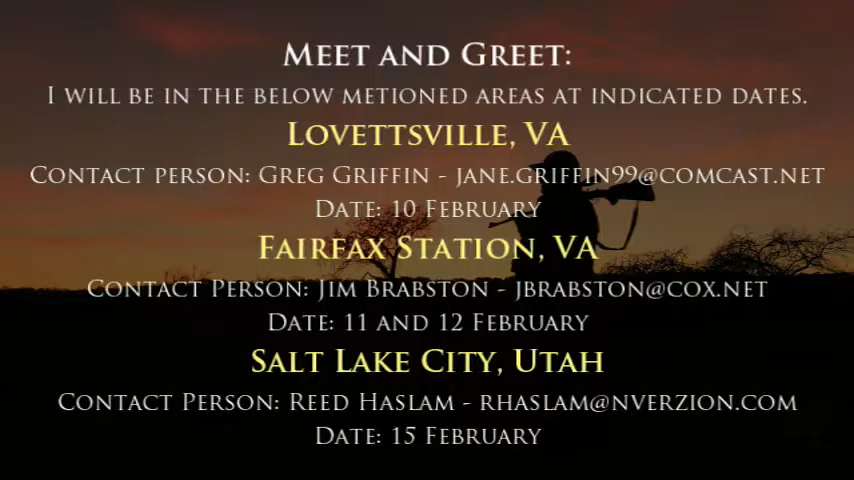 Meet and Greet:
I will be in the below metioned areas at indicated dates.
Lovettsville, VA
Contact person: Greg Griffin - jane.griffin99@comcast.net
Date: 10 February
Fairfax Station, VA
Contact Person: Jim Brabston - jbrabston@cox.net
Date: 11 and 12 February
Salt Lake City, Utah
Contact Person: Reed Haslam - rhaslam@nverzion.com
Date: 15 February